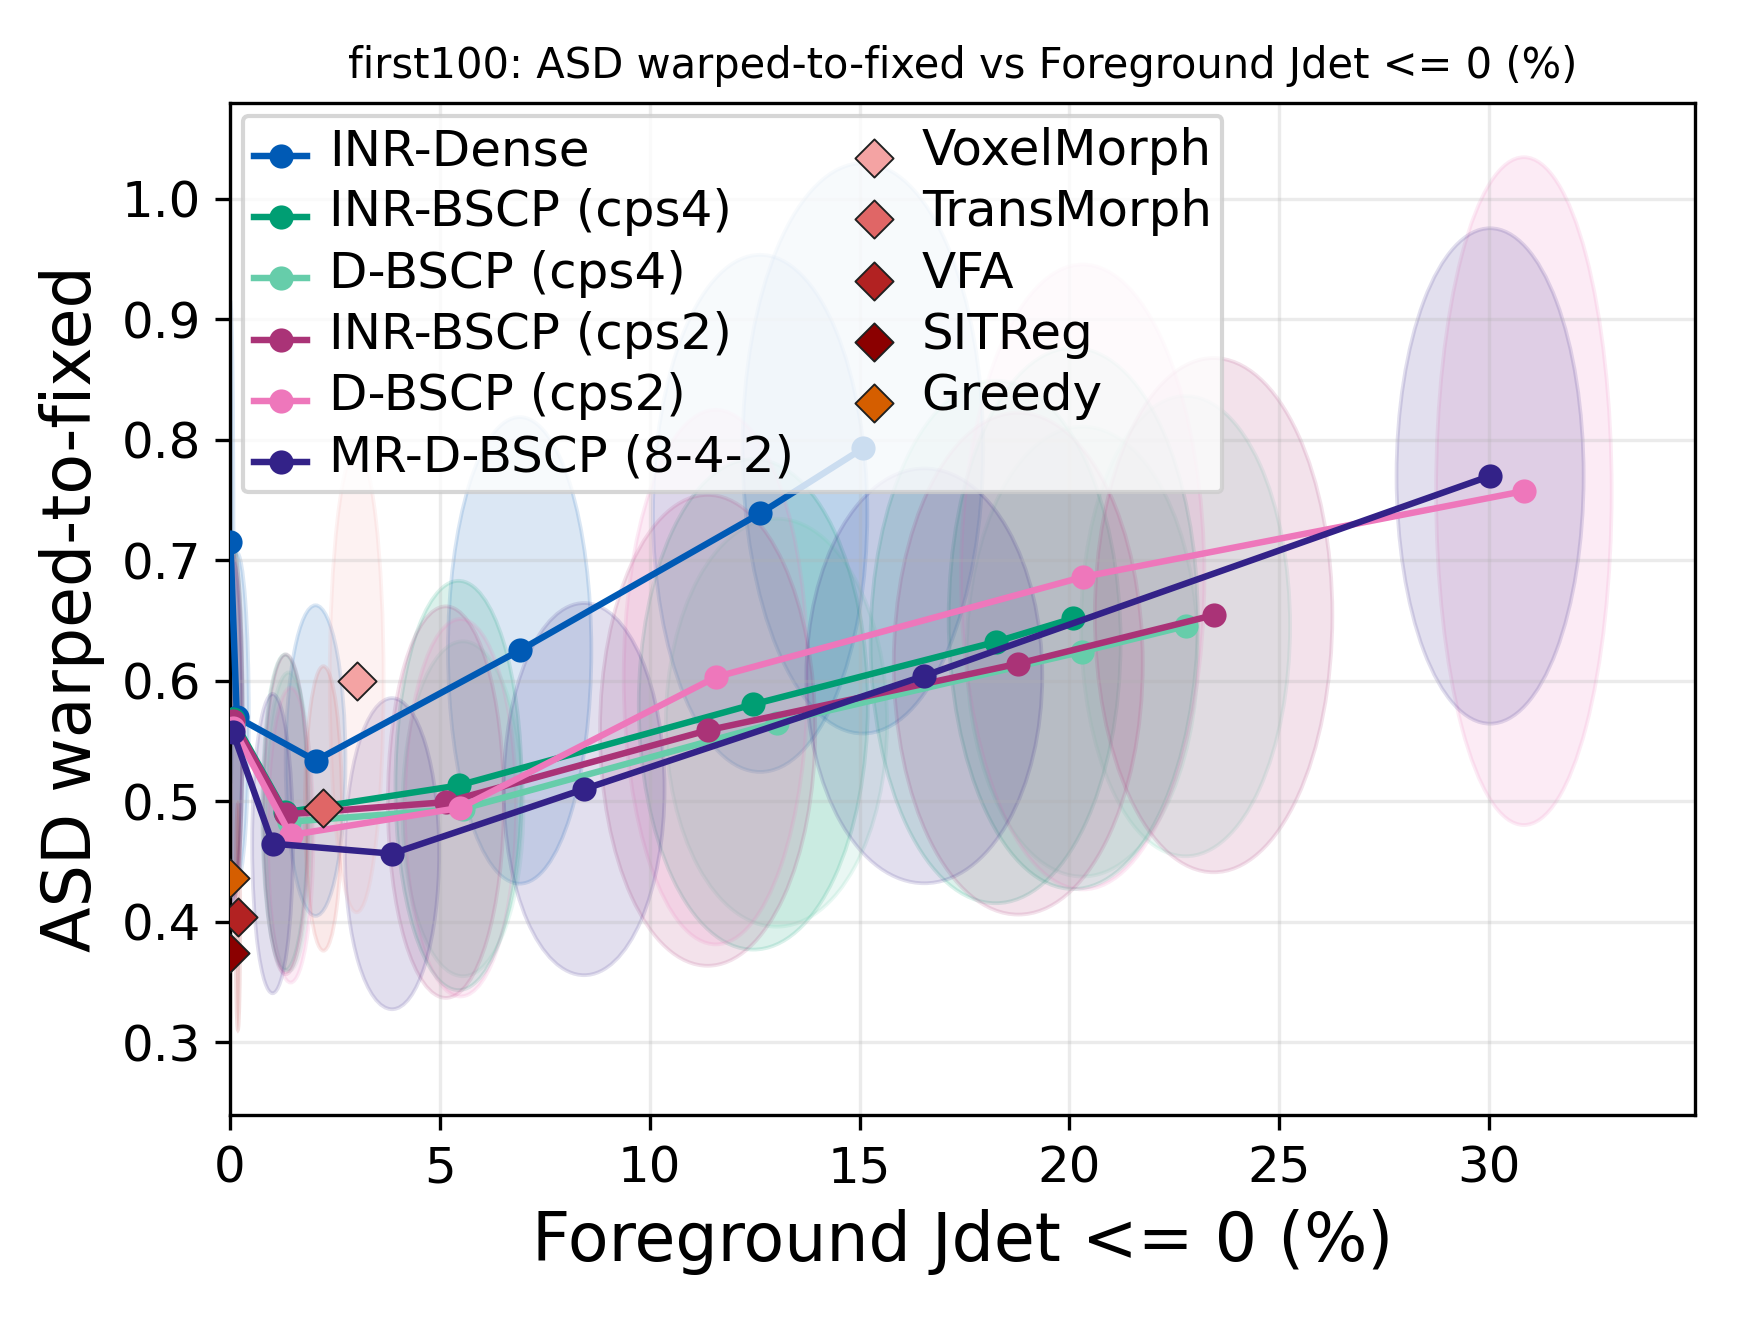 first100: ASD warped-to-fixed vs Foreground Jdet <= 0 (%)
INR-Dense
INR-BSCP (cps4)
D-BSCP (cps4)
INR-BSCP (cps2)
D-BSCP (cps2)
MR-D-BSCP (8-4-2)
VoxelMorph
TransMorph
VFA
SITReg
Greedy
ASD warped-to-fixed
1.0
0.9
0.8
0.7
0.6
0.5
0.4
0.3
0 5 10 15 20 25 30
Foreground Jdet <= 0 (%)